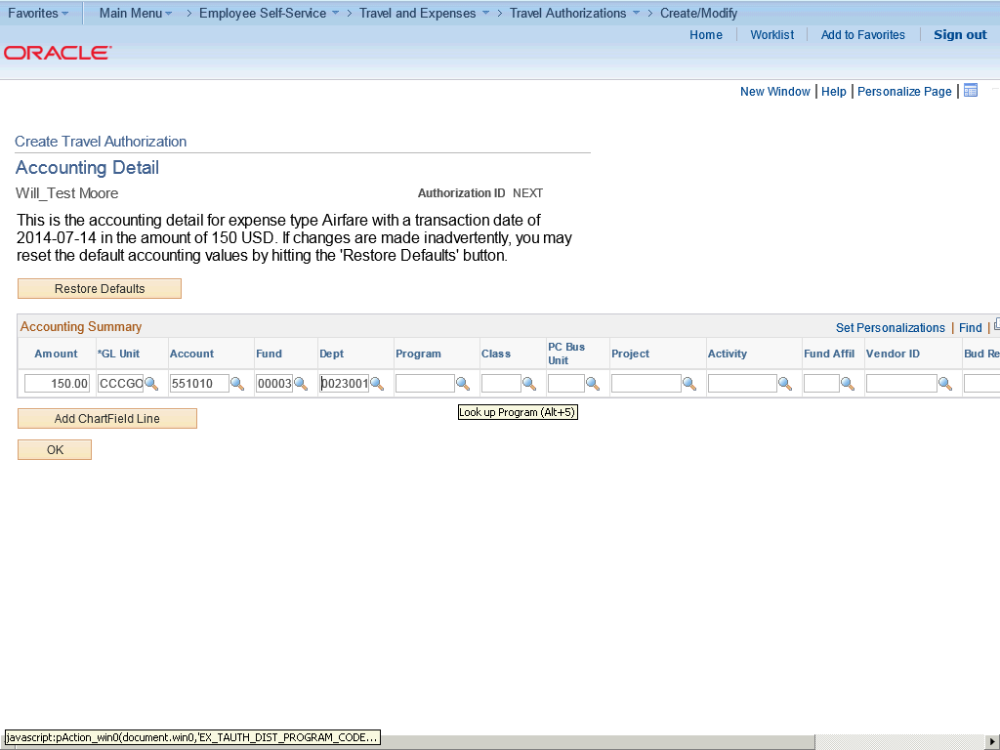 Favorites Main Menu > Employee Self-Service > Travel and Expenses > Travel Authorizations > Create/Modify
Home Worklist Add to Favorites Sign out
ORACLE
New Window | Help | Personalize Page |
Create Travel Authorization
Accounting Detail
Will_Test Moore Authorization ID NEXT
This is the accounting detail for expense type Airfare with a transaction date of
2014-07-14 in the amount of 150 USD. If changes are made inadvertently, you may
reset the default accounting values by hitting the 'Restore Defaults' button.
Restore Defaults
Accounting Summary Set Personalizations | Find |
Amount *GL Unit Account Fund Dept Program Class PC Bus Unit Project Activity Fund Affil Vendor ID Bud Re
150.00 CCCGO 551010 00003 0023001
Look up Program (Alt+5)
Add ChartField Line
OK
javascript:pAction_win0(document.win0,'EX_TAUTH_DIST_PROGRAM_CODE...